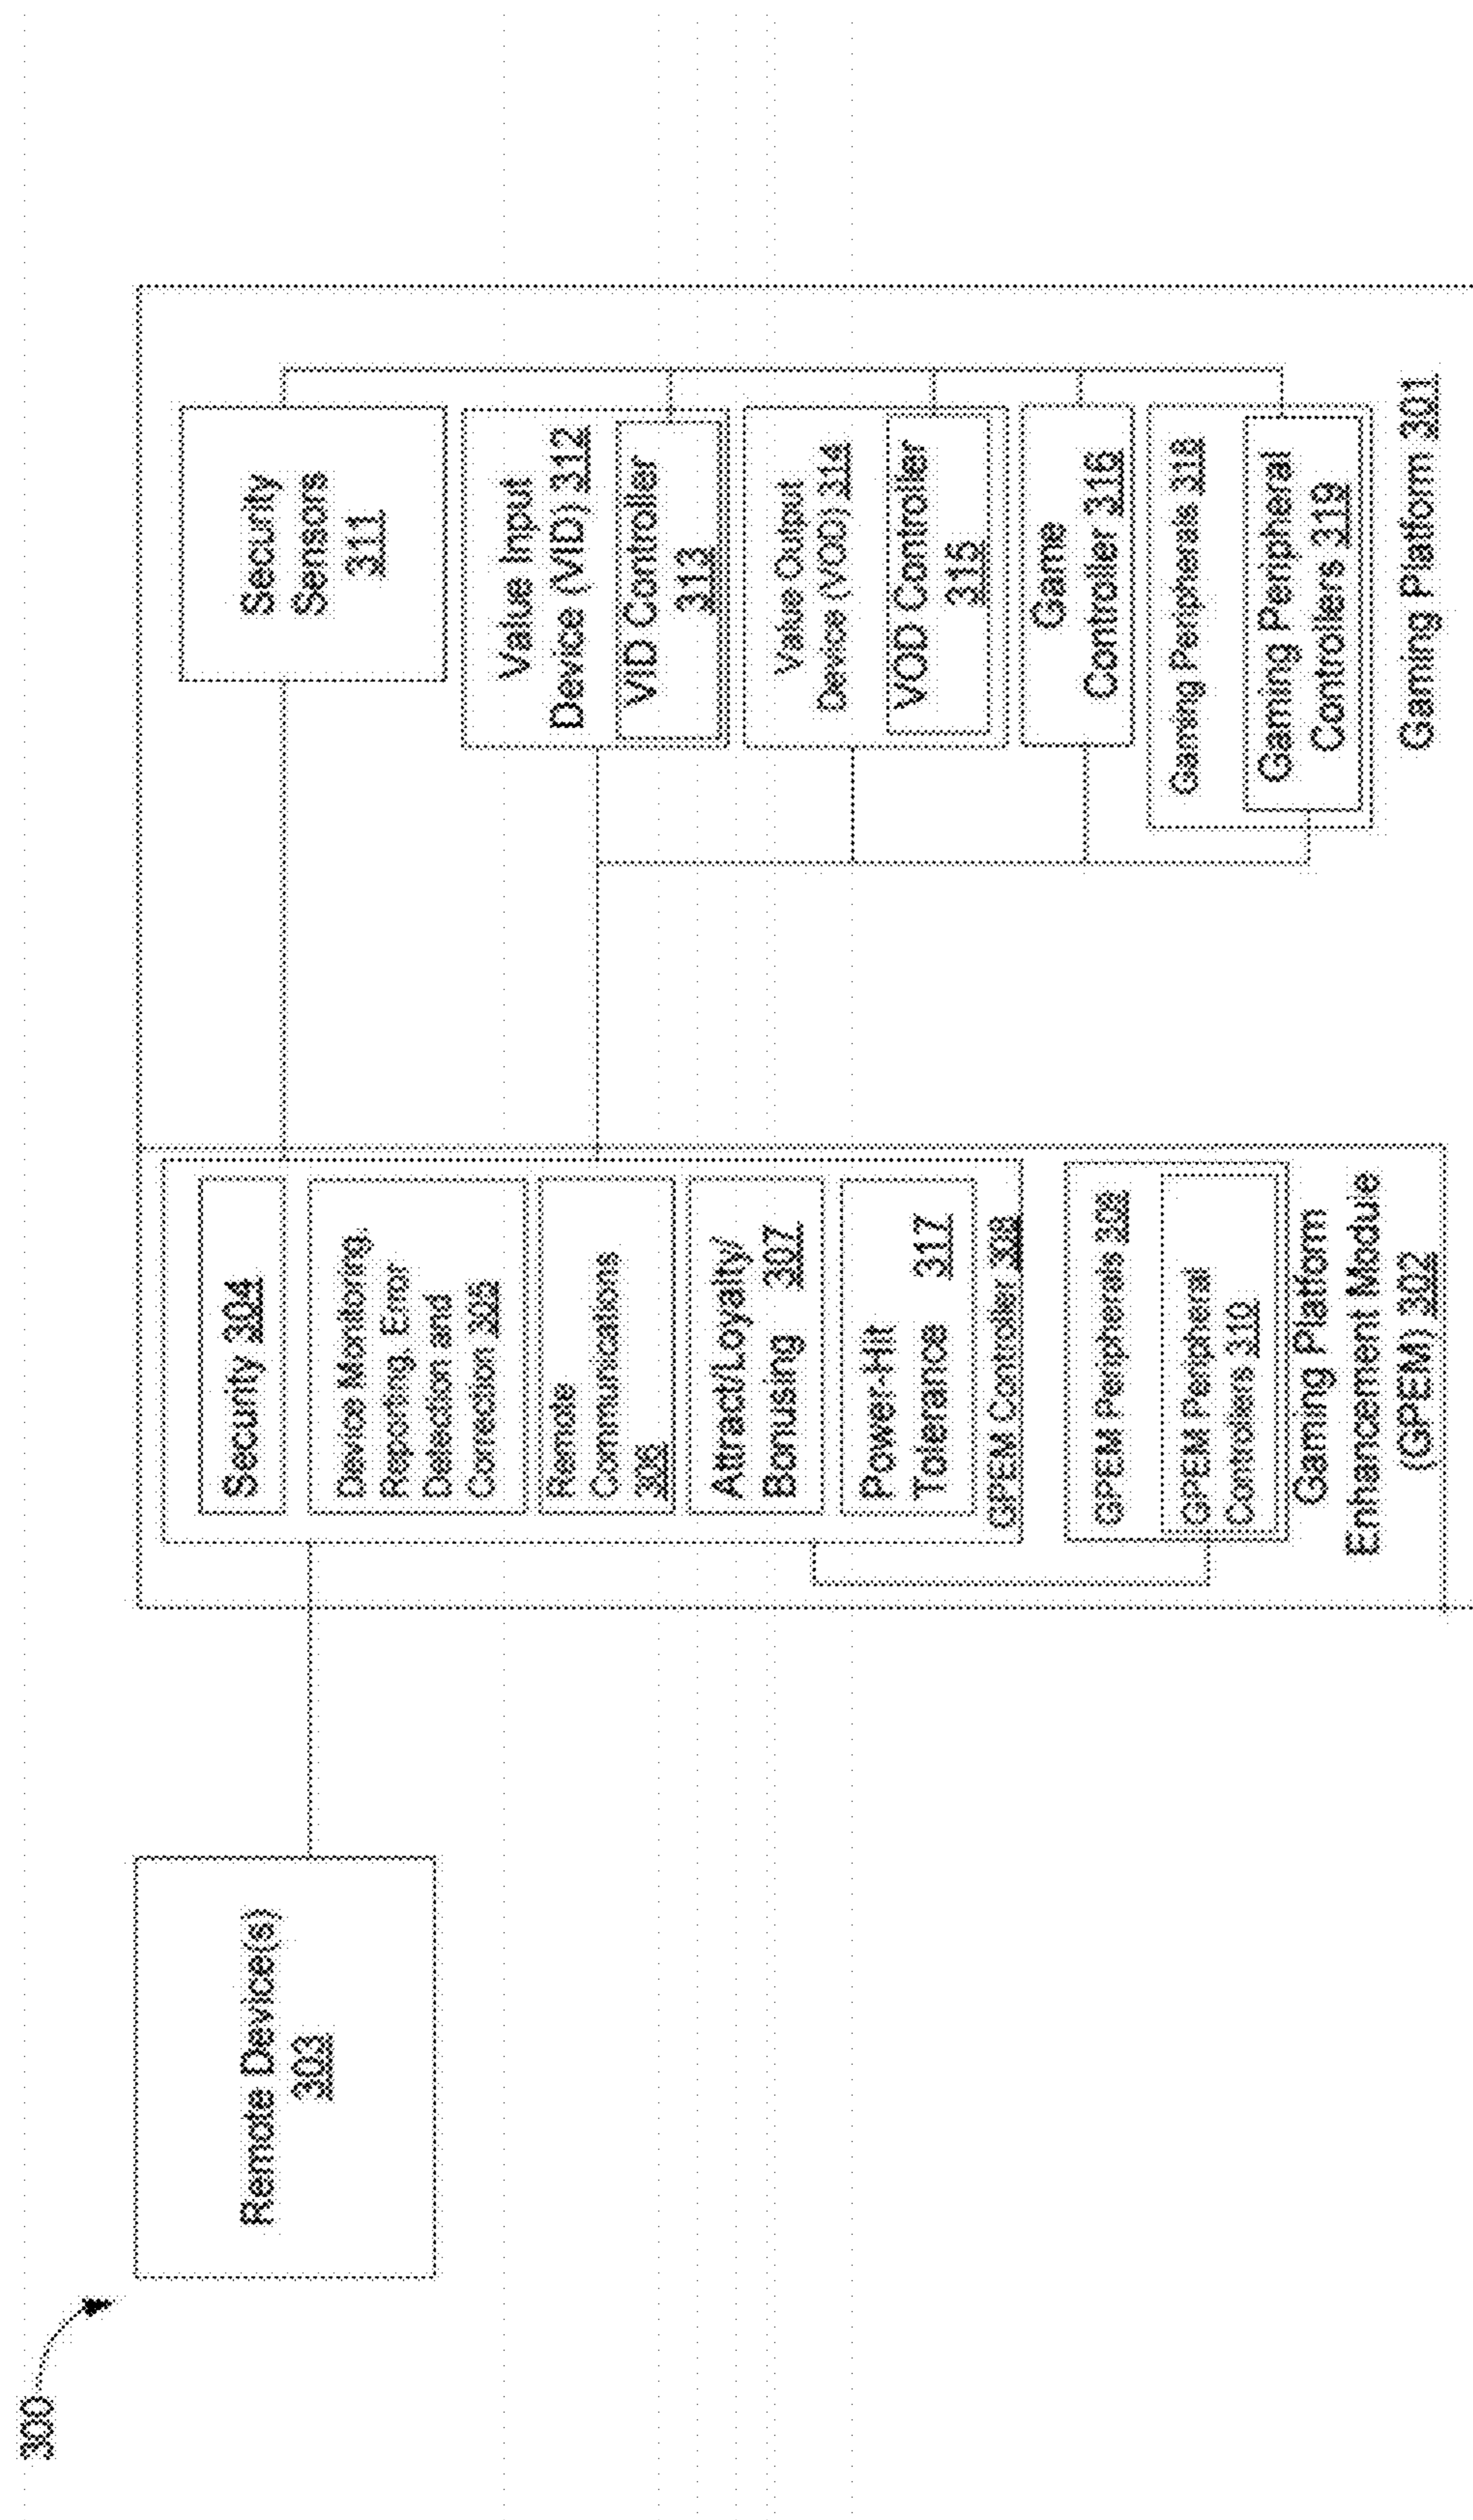 300
Remote Device(s)
303
Security 304
Device Monitoring,
Reporting, Error
Detection and
Correction 305
Remote
Communications
306
Attract/Loyalty/
Bonusing 307
Power-Hit
Tolerance 317
GPEM Controller
GPEM Peripherals
GPEM Peripheral
Controllers 310
Gaming Platform
Enhancement Module
(GPEM) 302
Security
Sensors
311
Value Input
Device (VID) 312
VID Controller
313
Value Output
Device (VOD) 314
VOD Controller
315
Game
Controller 316
Gaming Peripherals 318
Gaming Peripheral
Controllers 319
Gaming Platform 301